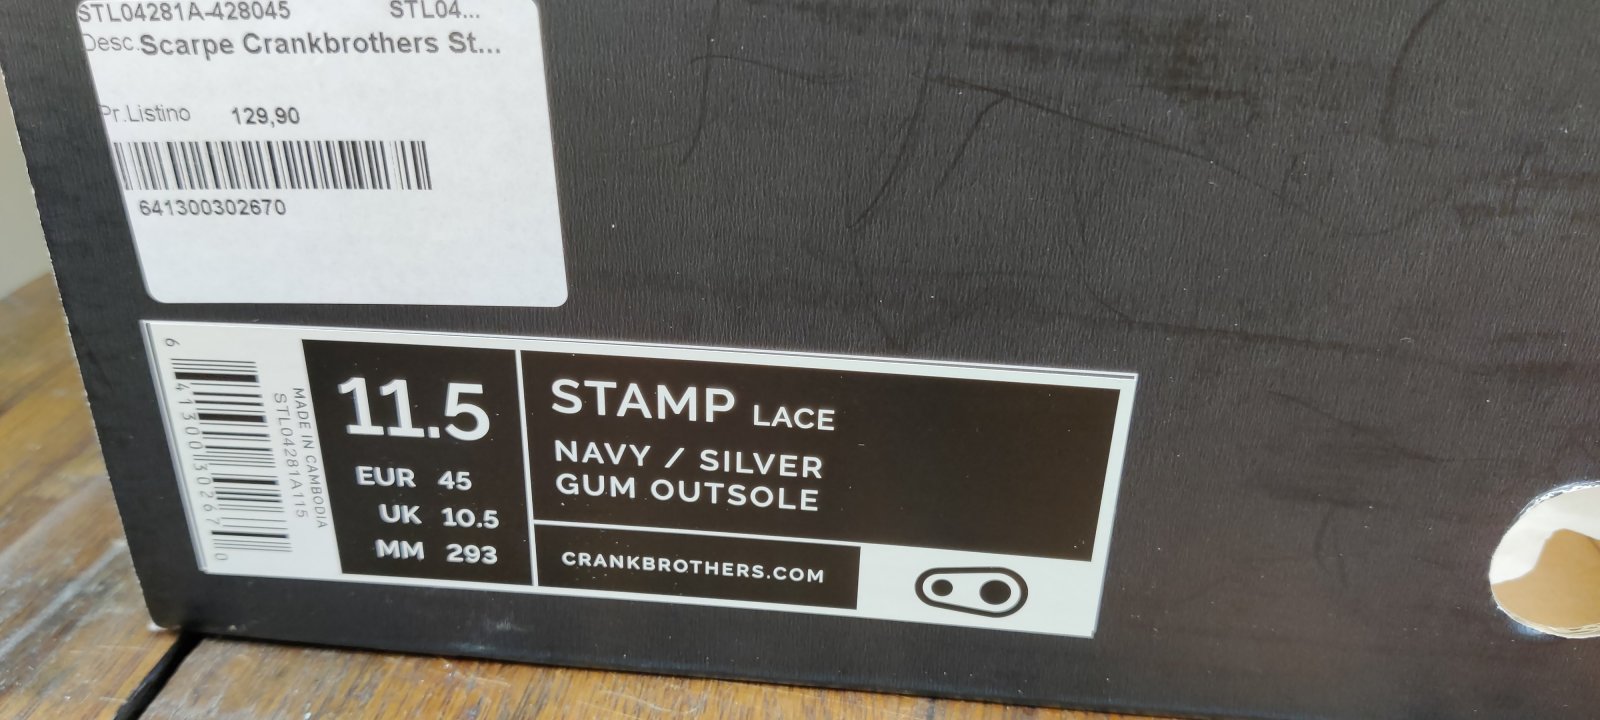 STL04281A-428045 STL04...
Desc.Scarpe Crankbrothers St...
Pr.Listino 129,90
641300302670
6 41300 30267 0
MADE IN CAMBODIA
STL04281A115
11.5
EUR 45
UK 10.5
MM 293
STAMP LACE
NAVY / SILVER
GUM OUTSOLE
CRANKBROTHERS.COM